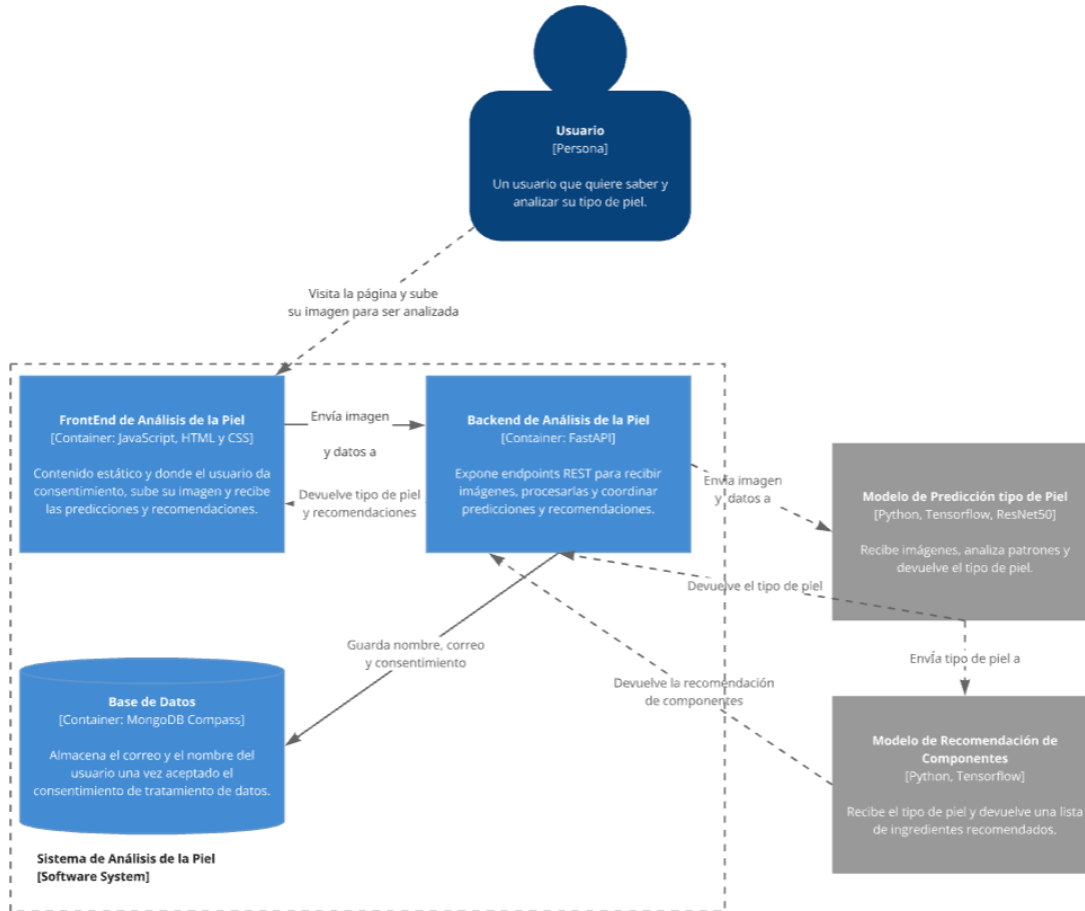 Usuario
[Persona]
Un usuario que quiere saber y
analizar su tipo de piel.
Visita la página y sube
su imagen para ser analizada
FrontEnd de Análisis de la Piel
[Container: JavaScript, HTML y CSS]
Contenido estático y donde el usuario da
consentimiento, sube su imagen y recibe
las predicciones y recomendaciones.
Envía imagen
y datos a
Devuelve tipo de piel
y recomendaciones
Backend de Análisis de la Piel
[Container: FastAPI]
Expone endpoints REST para recibir
imágenes, procesarlas y coordinar
predicciones y recomendaciones.
Envía imagen
y datos a
Modelo de Predicción tipo de Piel
[Python, Tensorflow, ResNet50]
Recibe imágenes, analiza patrones y
devuelve el tipo de piel.
Devuelve el tipo de piel
Envía tipo de piel a
Guarda nombre, correo
y consentimiento
Devuelve la recomendación
de componentes
Base de Datos
[Container: MongoDB Compass]
Almacena el correo y el nombre del
usuario una vez aceptado el
consentimiento de tratamiento de datos.
Modelo de Recomendación de
Componentes
[Python, Tensorflow]
Recibe el tipo de piel y devuelve una lista
de ingredientes recomendados.
Sistema de Análisis de la Piel
[Software System]